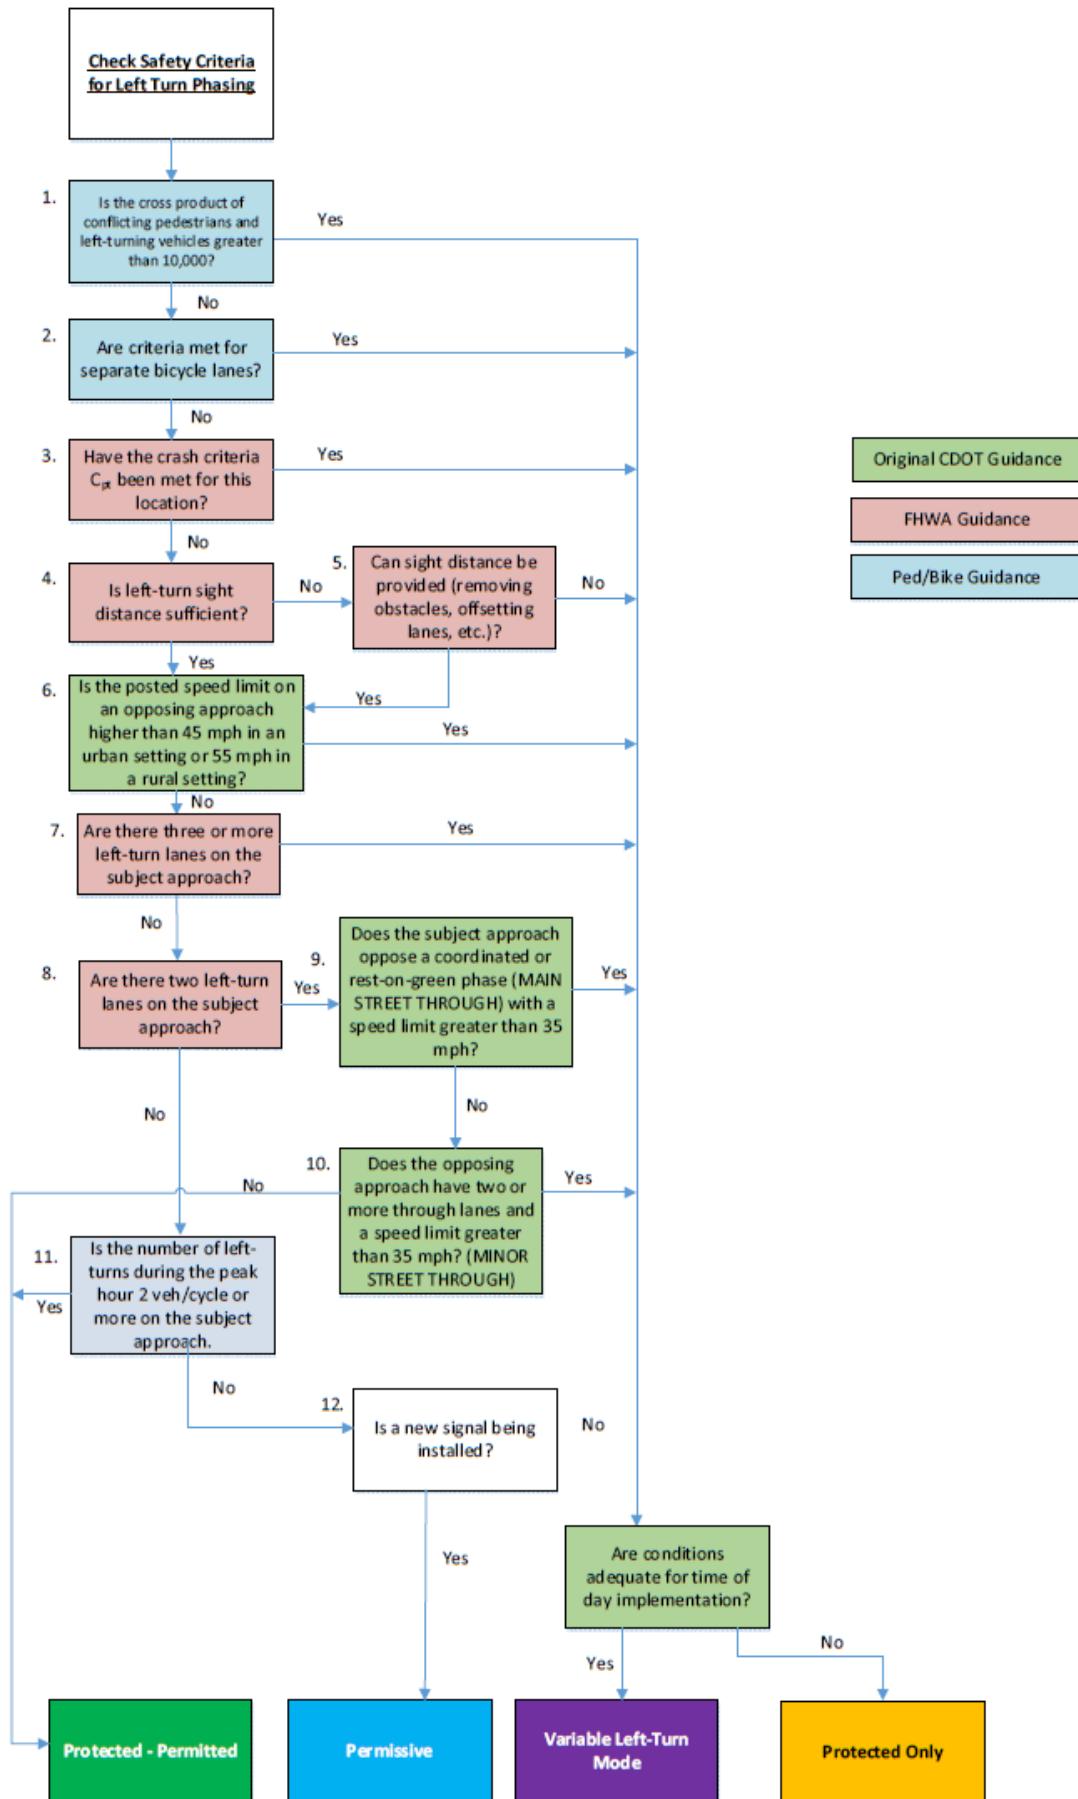 Check Safety Criteria
for Left Turn Phasing
1.
Is the cross product of
conflicting pedestrians and
left-turning vehicles greater
than 10,000?
Yes
No
2.
Are criteria met for
separate bicycle lanes?
Yes
No
3.
Have the crash criteria
Cpt been met for this
location?
Yes
No
Original CDOT Guidance
FHWA Guidance
Ped/Bike Guidance
4.
Is left-turn sight
distance sufficient?
No
Yes
5.
Can sight distance be
provided (removing
obstacles, offsetting
lanes, etc.)?
No
Yes
6.
Is the posted speed limit on
an opposing approach
higher than 45 mph in an
urban setting or 55 mph in
a rural setting?
Yes
No
7.
Are there three or more
left-turn lanes on the
subject approach?
Yes
No
8.
Are there two left-turn
lanes on the subject
approach?
Yes
No
9.
Does the subject approach
oppose a coordinated or
rest-on-green phase (MAIN
STREET THROUGH) with a
speed limit greater than 35
mph?
Yes
No
10.
Does the opposing
approach have two or
more through lanes and
a speed limit greater
than 35 mph? (MINOR
STREET THROUGH)
Yes
No
11.
Is the number of left-
turns during the peak
hour 2 veh/cycle or
more on the subject
approach.
Yes
No
12.
Is a new signal being
installed?
No
Yes
Are conditions
adequate for time of
day implementation?
Yes
No
Protected - Permitted
Permissive
Variable Left-Turn
Mode
Protected Only